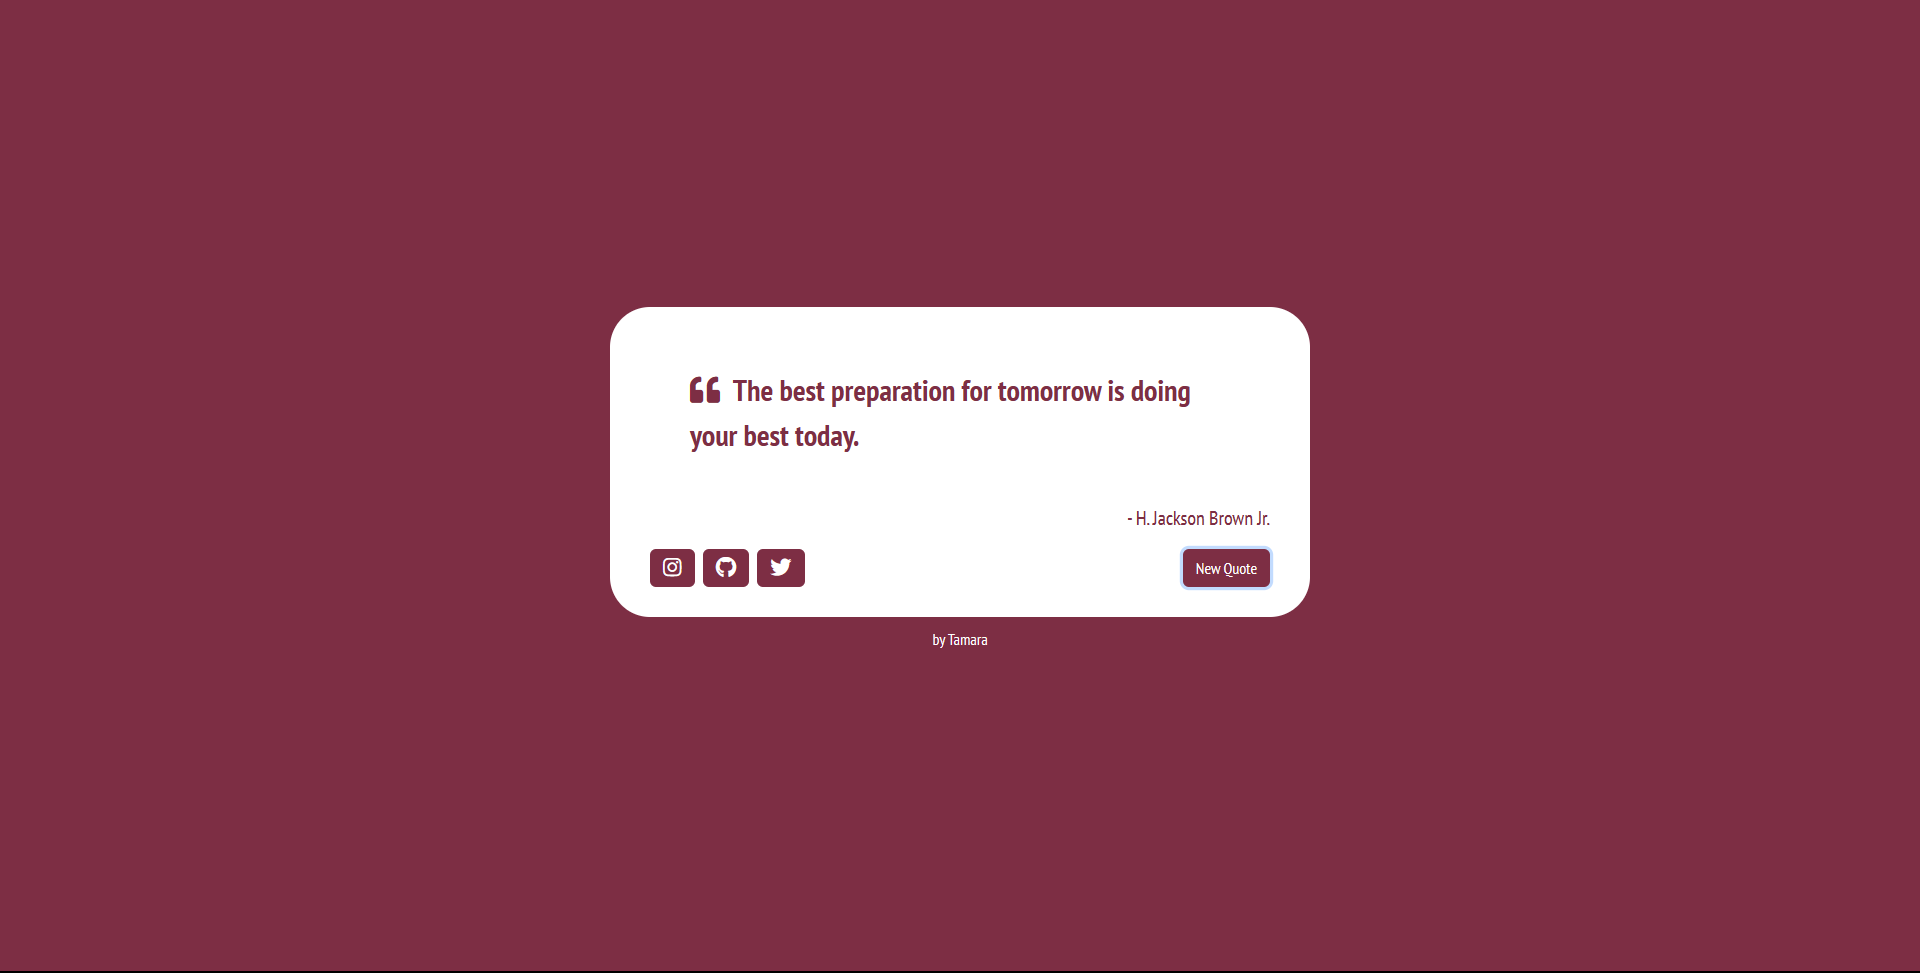 The best preparation for tomorrow is doing
your best today.
- H. Jackson Brown Jr.
New Quote
by Tamara